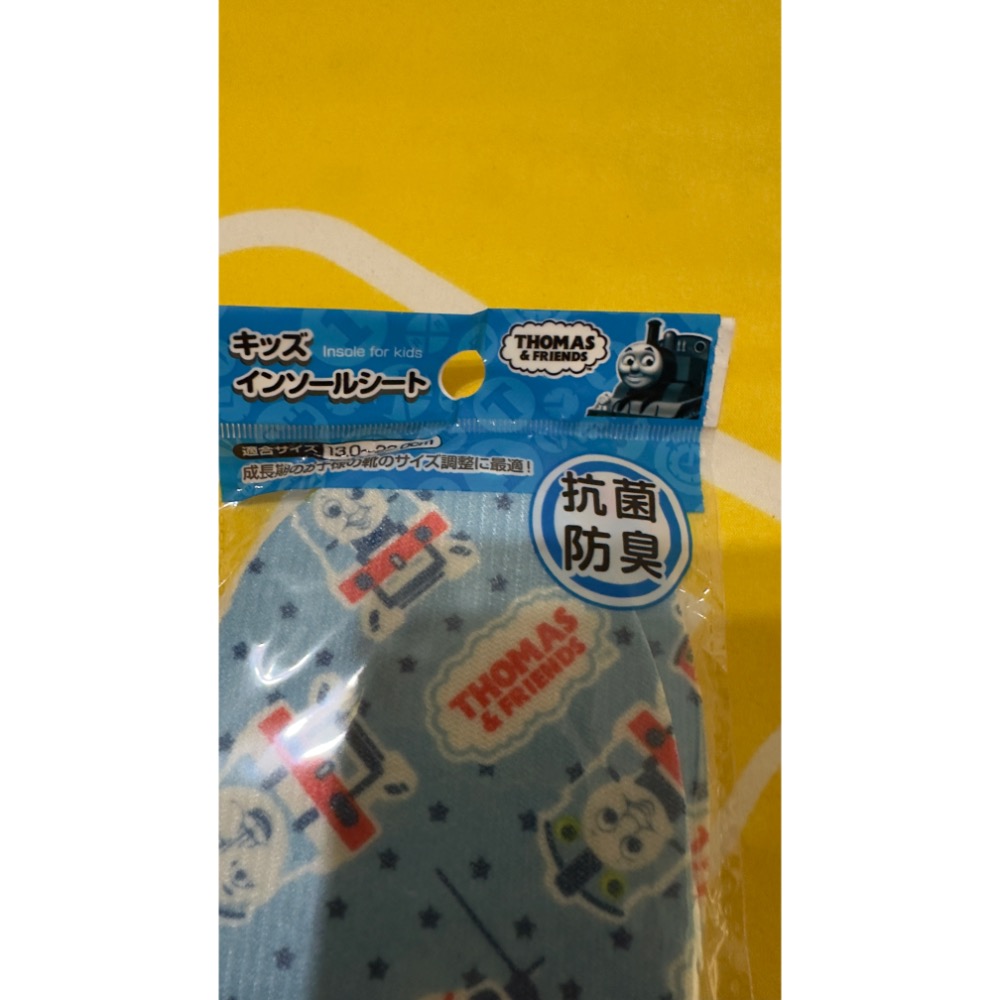 キッズ Insole for kids
インソールシート
THOMAS
& FRIENDS
適合サイズ 13.0
成長期のお子様の靴のサイズ調整に最適!
抗菌
防臭
THOMAS
& FRIENDS